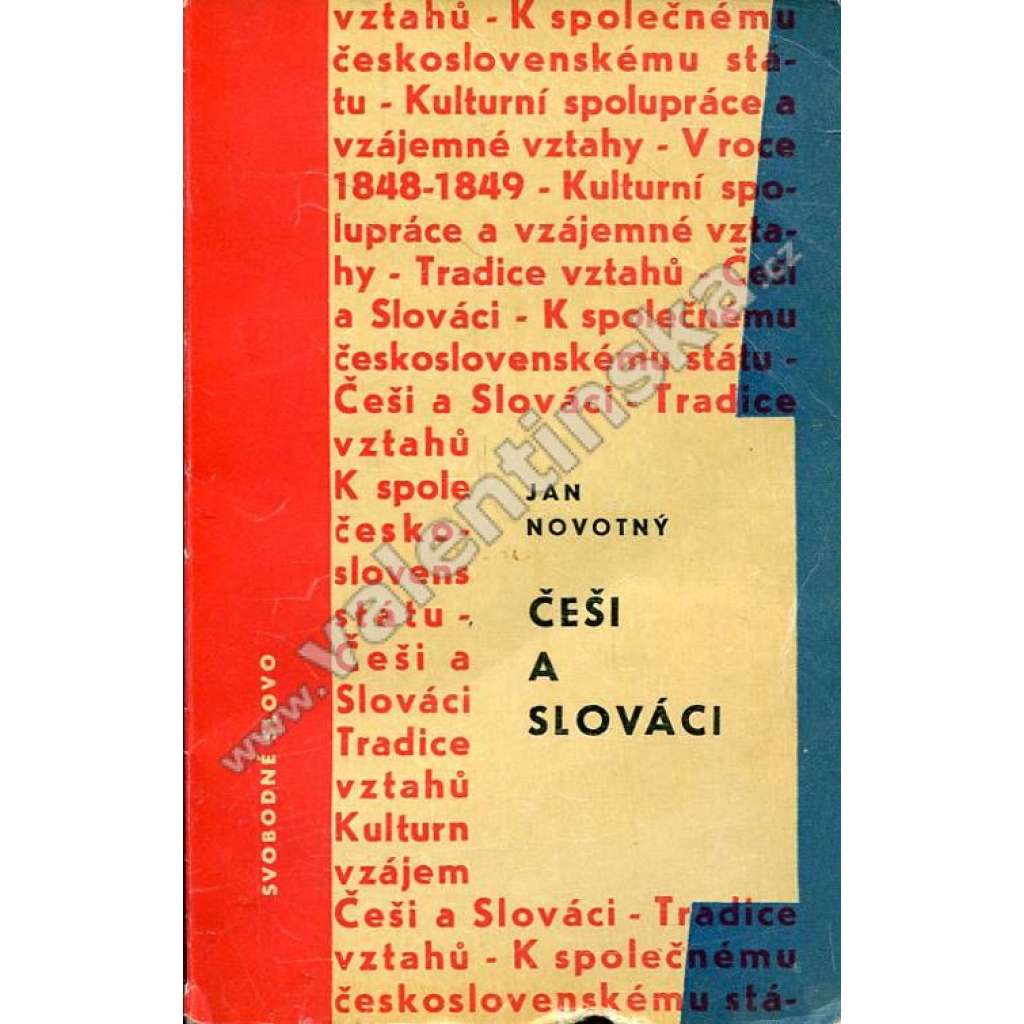 vztahů - K společnému
československému stá-
tu - Kulturní spolupráce a
vzájemné vztahy - V roce
1848-1849 - Kulturní spo-
lupráce a vzájemné vzta-
hy - Tradice vztahů - Češi
a Slováci - K společnému
československému státu -
Češi a Slováci - Tradice
vztahů
K spole
česko-
slovens
státu -
Češi a
Slováci
Tradice
vztahů
Kulturn
vzájem
Češi a Slováci - Tradice
vztahů - K společnému
československému stá-
JAN
NOVOTNÝ
ČEŠI
A
SLOVÁCI
SVOBODNÉ SLOVO
www.valentinska.cz